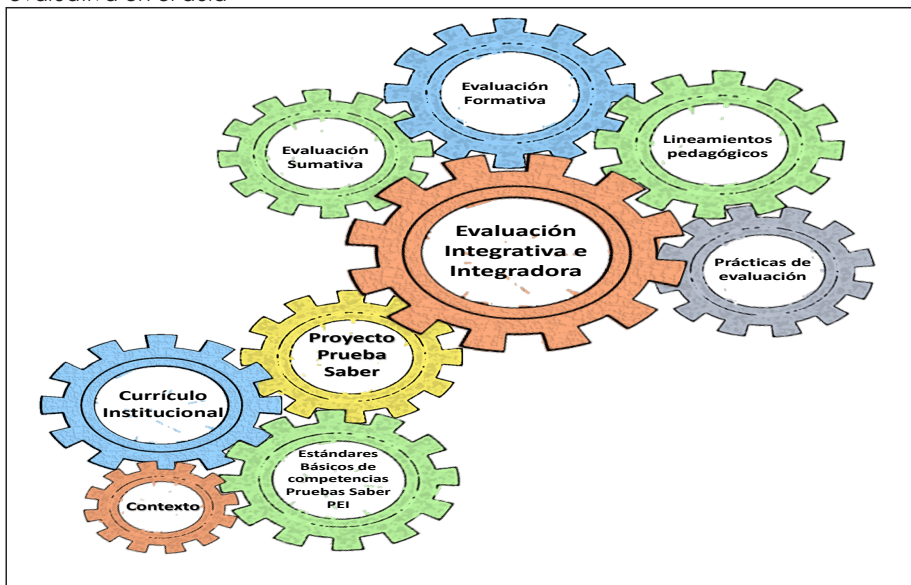 Evaluación
Formativa
Evaluación
Sumativa
Lineamientos
pedagógicos
Evaluación
Integrativa e
Integradora
Prácticas de
evaluación
Proyecto
Prueba
Saber
Currículo
Institucional
Estándares
Básicos de
competencias
Pruebas Saber
PEI
Contexto